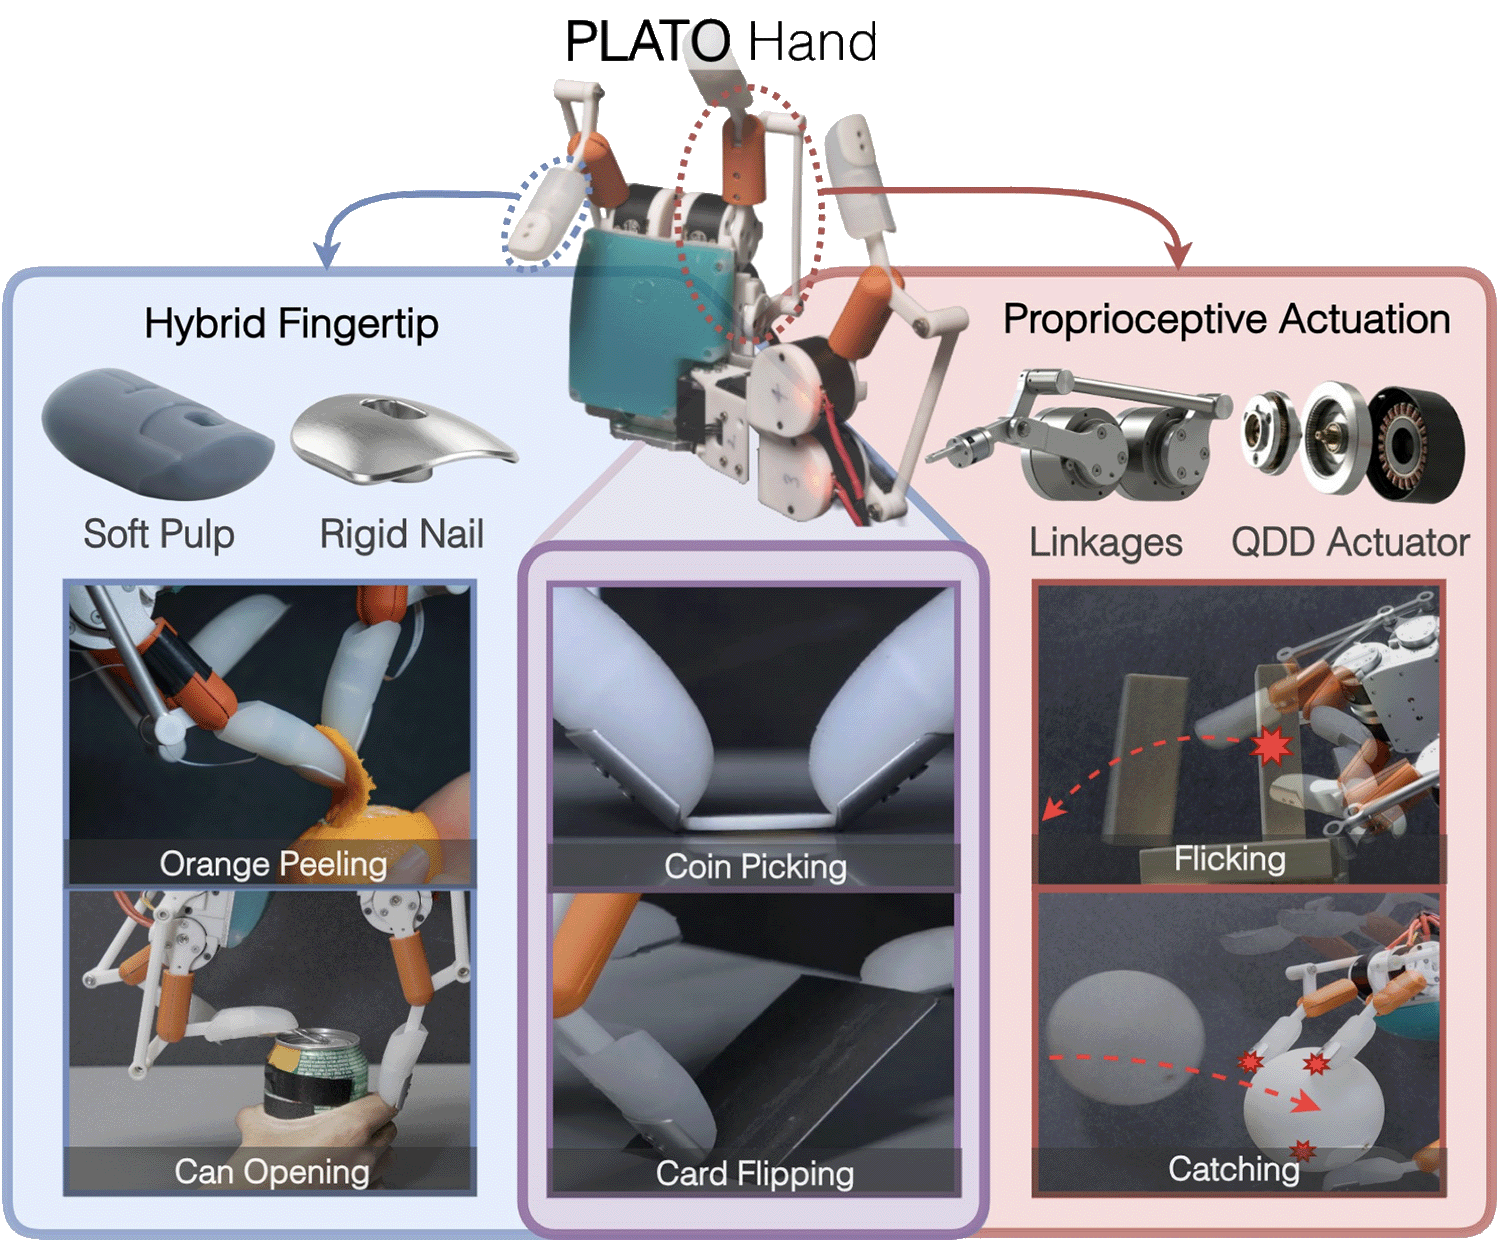 PLATO Hand
Hybrid Fingertip
Soft Pulp
Rigid Nail
Orange Peeling
Can Opening
Coin Picking
Card Flipping
Proprioceptive Actuation
Linkages
QDD Actuator
Flicking
Catching